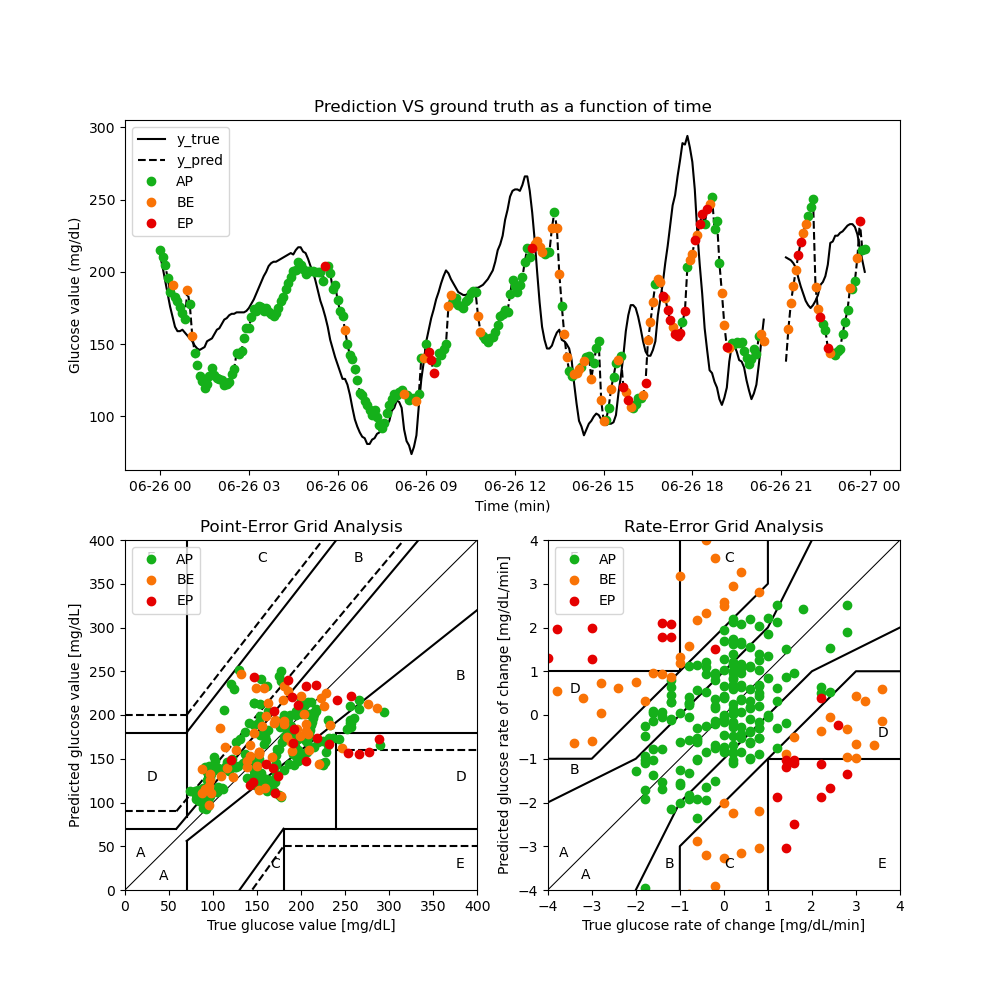 Prediction VS ground truth as a function of time
Glucose value (mg/dL)
300
250
200
150
100
y_true
y_pred
AP
BE
EP
06-26 00 06-26 03 06-26 06 06-26 09 06-26 12 06-26 15 06-26 18 06-26 21 06-27 00
Time (min)
Point-Error Grid Analysis
Predicted glucose value [mg/dL]
400
350
300
250
200
150
100
50
0
AP
BE
EP
C
B
B
D
D
A
A
C
E
0 50 100 150 200 250 300 350 400
True glucose value [mg/dL]
Rate-Error Grid Analysis
Predicted glucose rate of change [mg/dL/min]
4
3
2
1
0
−1
−2
−3
−4
AP
BE
EP
C
D
D
B
A
A
B
C
E
−4 −3 −2 −1 0 1 2 3 4
True glucose rate of change [mg/dL/min]